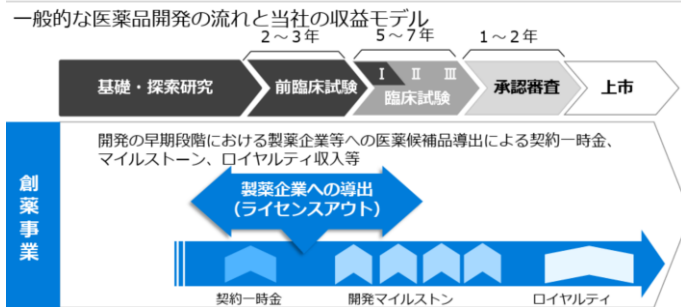 一般的な医薬品開発の流れと当社の収益モデル
2～3年 5～7年 1～2年
基礎・探索研究 前臨床試験 Ⅰ Ⅱ Ⅲ 臨床試験 承認審査 上市
創薬事業
開発の早期段階における製薬企業等への医薬候補品導出による契約一時金、
マイルストーン、ロイヤルティ収入等
製薬企業への導出
（ライセンスアウト）
契約一時金 開発マイルストン ロイヤルティ